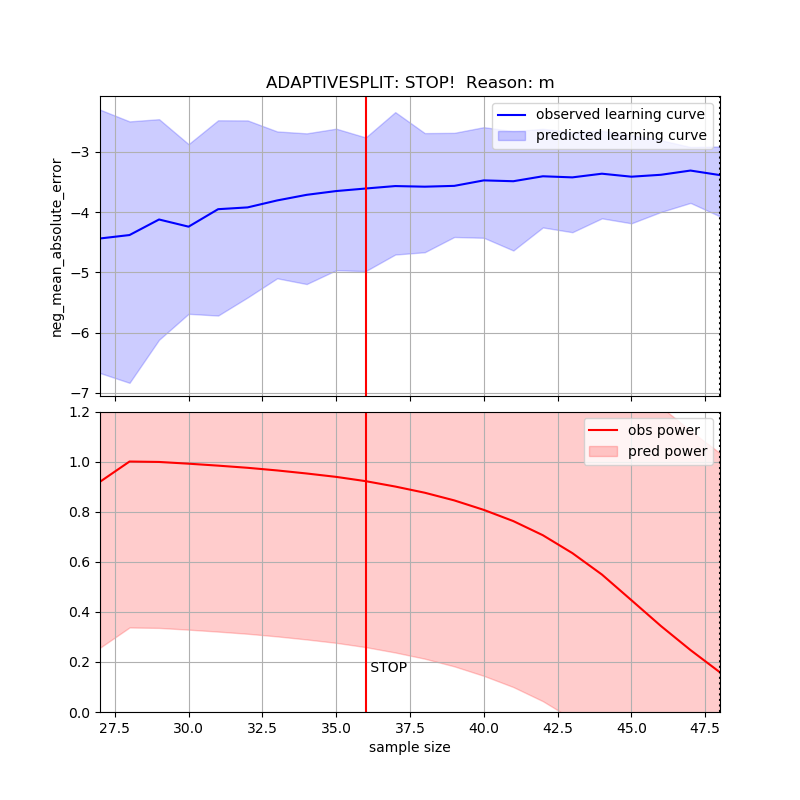 ADAPTIVESPLIT: STOP!  Reason: m
observed learning curve
predicted learning curve
neg_mean_absolute_error
−3
−4
−5
−6
−7
obs power
pred power
1.2
1.0
0.8
0.6
0.4
0.2
0.0
STOP
27.5 30.0 32.5 35.0 37.5 40.0 42.5 45.0 47.5
sample size